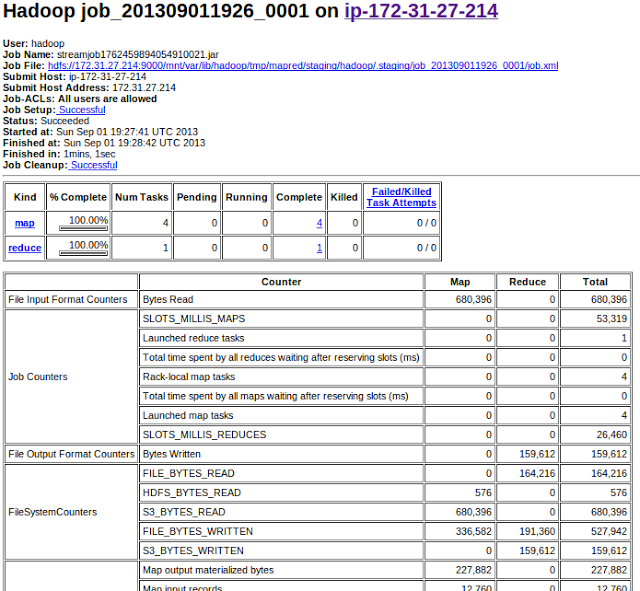 Hadoop job_201309011926_0001 on ip-172-31-27-214
User: hadoop
Job Name: streamjob1762459894054910021.jar
Job File: hdfs://172.31.27.214:9000/mnt/var/lib/hadoop/tmp/mapred/staging/hadoop/.staging/job_201309011926_0001/job.xml
Submit Host: ip-172-31-27-214
Submit Host Address: 172.31.27.214
Job-ACLs: All users are allowed
Job Setup: Successful
Status: Succeeded
Started at: Sun Sep 01 19:27:41 UTC 2013
Finished at: Sun Sep 01 19:28:42 UTC 2013
Finished in: 1mins, 1sec
Job Cleanup: Successful
Kind % Complete Num Tasks Pending Running Complete Killed Failed/Killed Task Attempts
map 100.00% 4 0 0 4 0 0 / 0
reduce 100.00% 1 0 0 1 0 0 / 0
Counter Map Reduce Total
File Input Format Counters Bytes Read 680,396 0 680,396
Job Counters SLOTS_MILLIS_MAPS 0 0 53,319
Launched reduce tasks 0 0 1
Total time spent by all reduces waiting after reserving slots (ms) 0 0 0
Rack-local map tasks 0 0 4
Total time spent by all maps waiting after reserving slots (ms) 0 0 0
Launched map tasks 0 0 4
SLOTS_MILLIS_REDUCES 0 0 26,460
File Output Format Counters Bytes Written 0 159,612 159,612
FileSystemCounters FILE_BYTES_READ 0 164,216 164,216
HDFS_BYTES_READ 576 0 576
S3_BYTES_READ 680,396 0 680,396
FILE_BYTES_WRITTEN 336,582 191,360 527,942
S3_BYTES_WRITTEN 0 159,612 159,612
Map output materialized bytes 227,882 0 227,882
Map input records 12,760 0 12,760